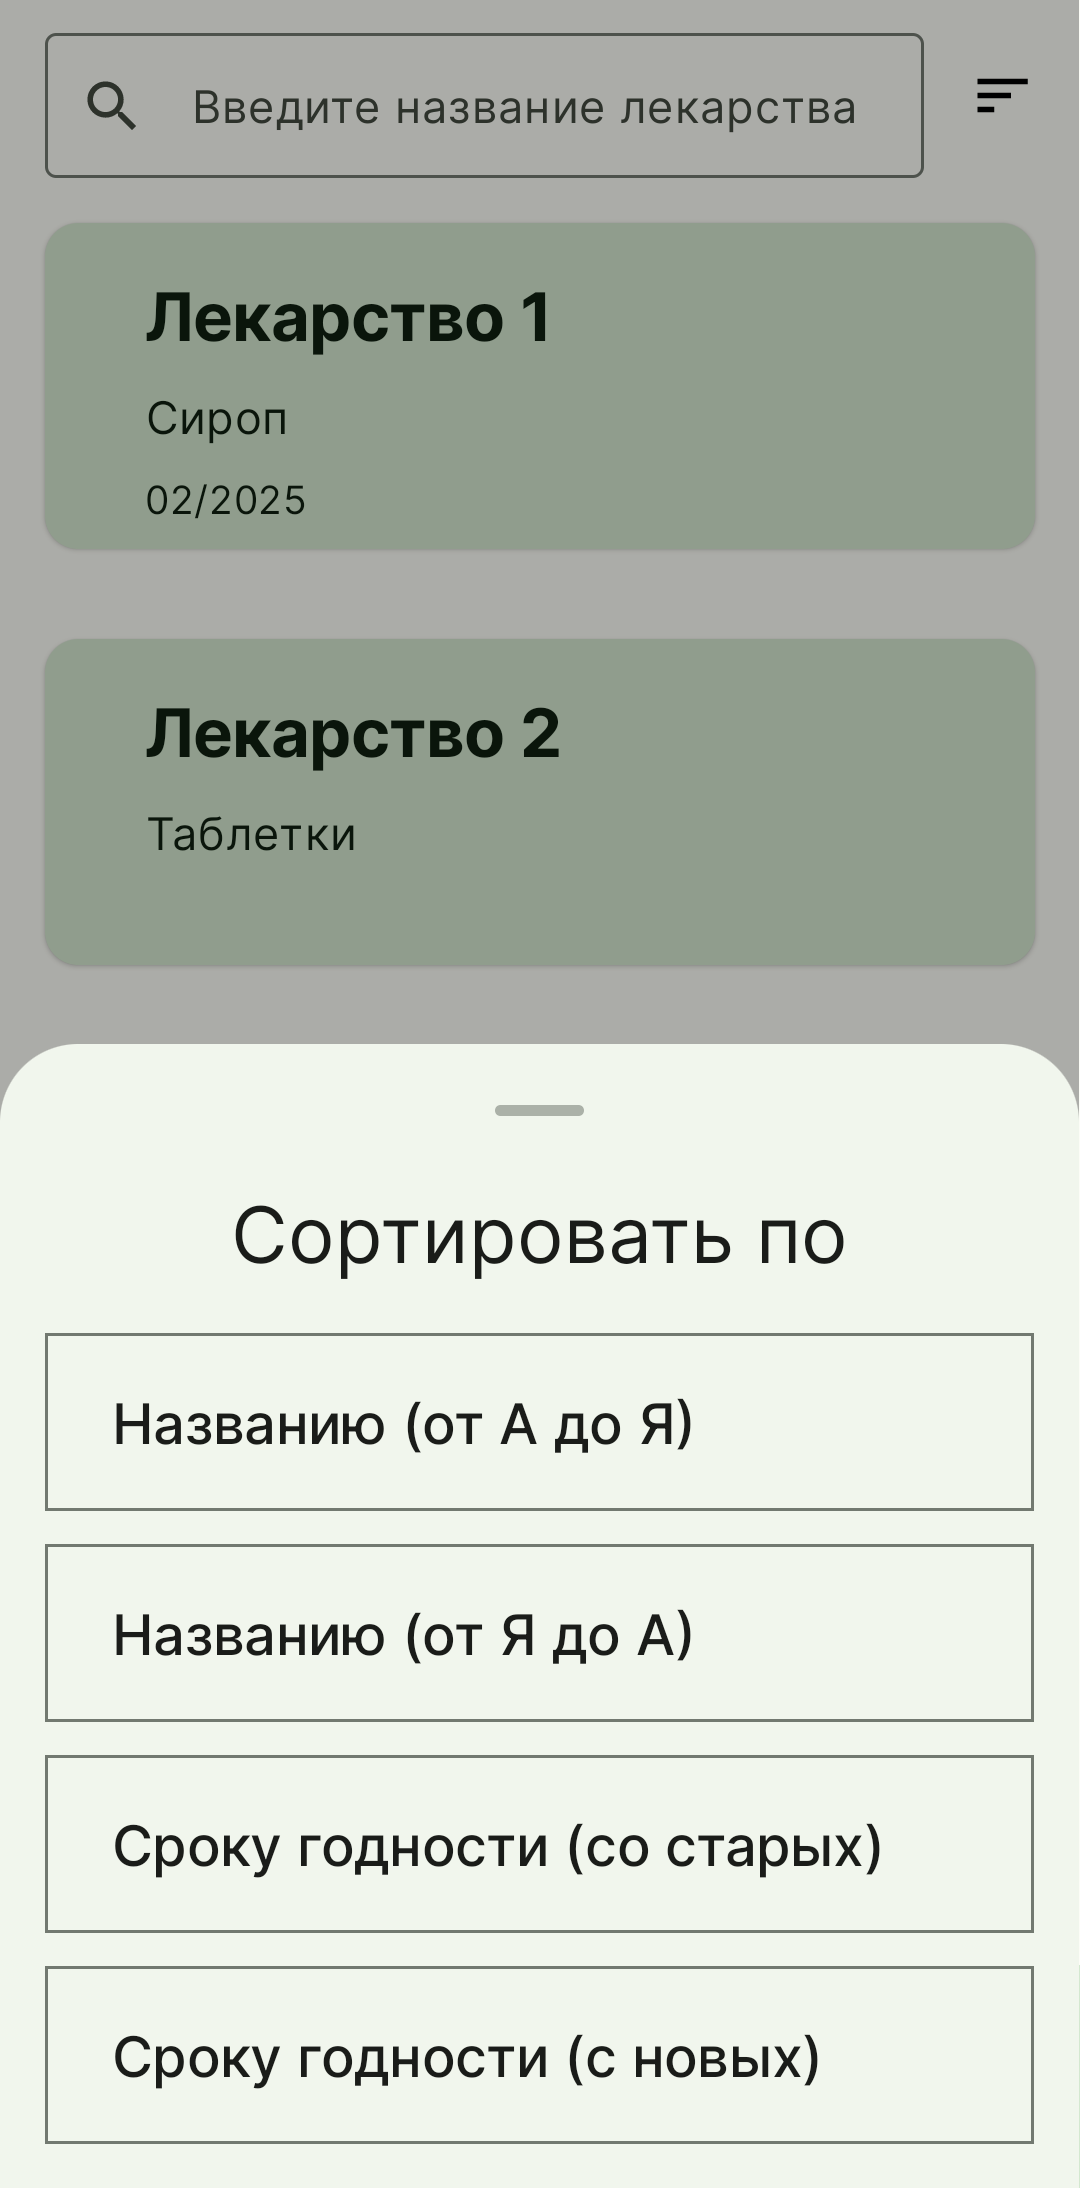 Введите название лекарства
Лекарство 1
Сироп
02/2025
Лекарство 2
Таблетки
Сортировать по
Названию (от А до Я)
Названию (от Я до А)
Сроку годности (со старых)
Сроку годности (с новых)